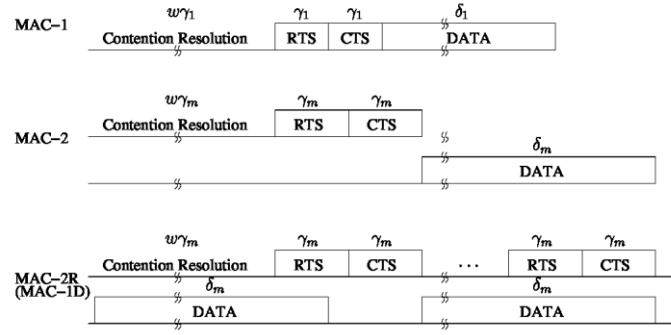 wγ₁ γ₁ γ₁ δ₁
MAC-1
Contention Resolution RTS CTS DATA
wγₘ γₘ γₘ
Contention Resolution RTS CTS
MAC-2
δₘ
DATA
wγₘ γₘ γₘ γₘ γₘ
Contention Resolution RTS CTS ... RTS CTS
MAC-2R
(MAC-1D) δₘ δₘ
DATA DATA